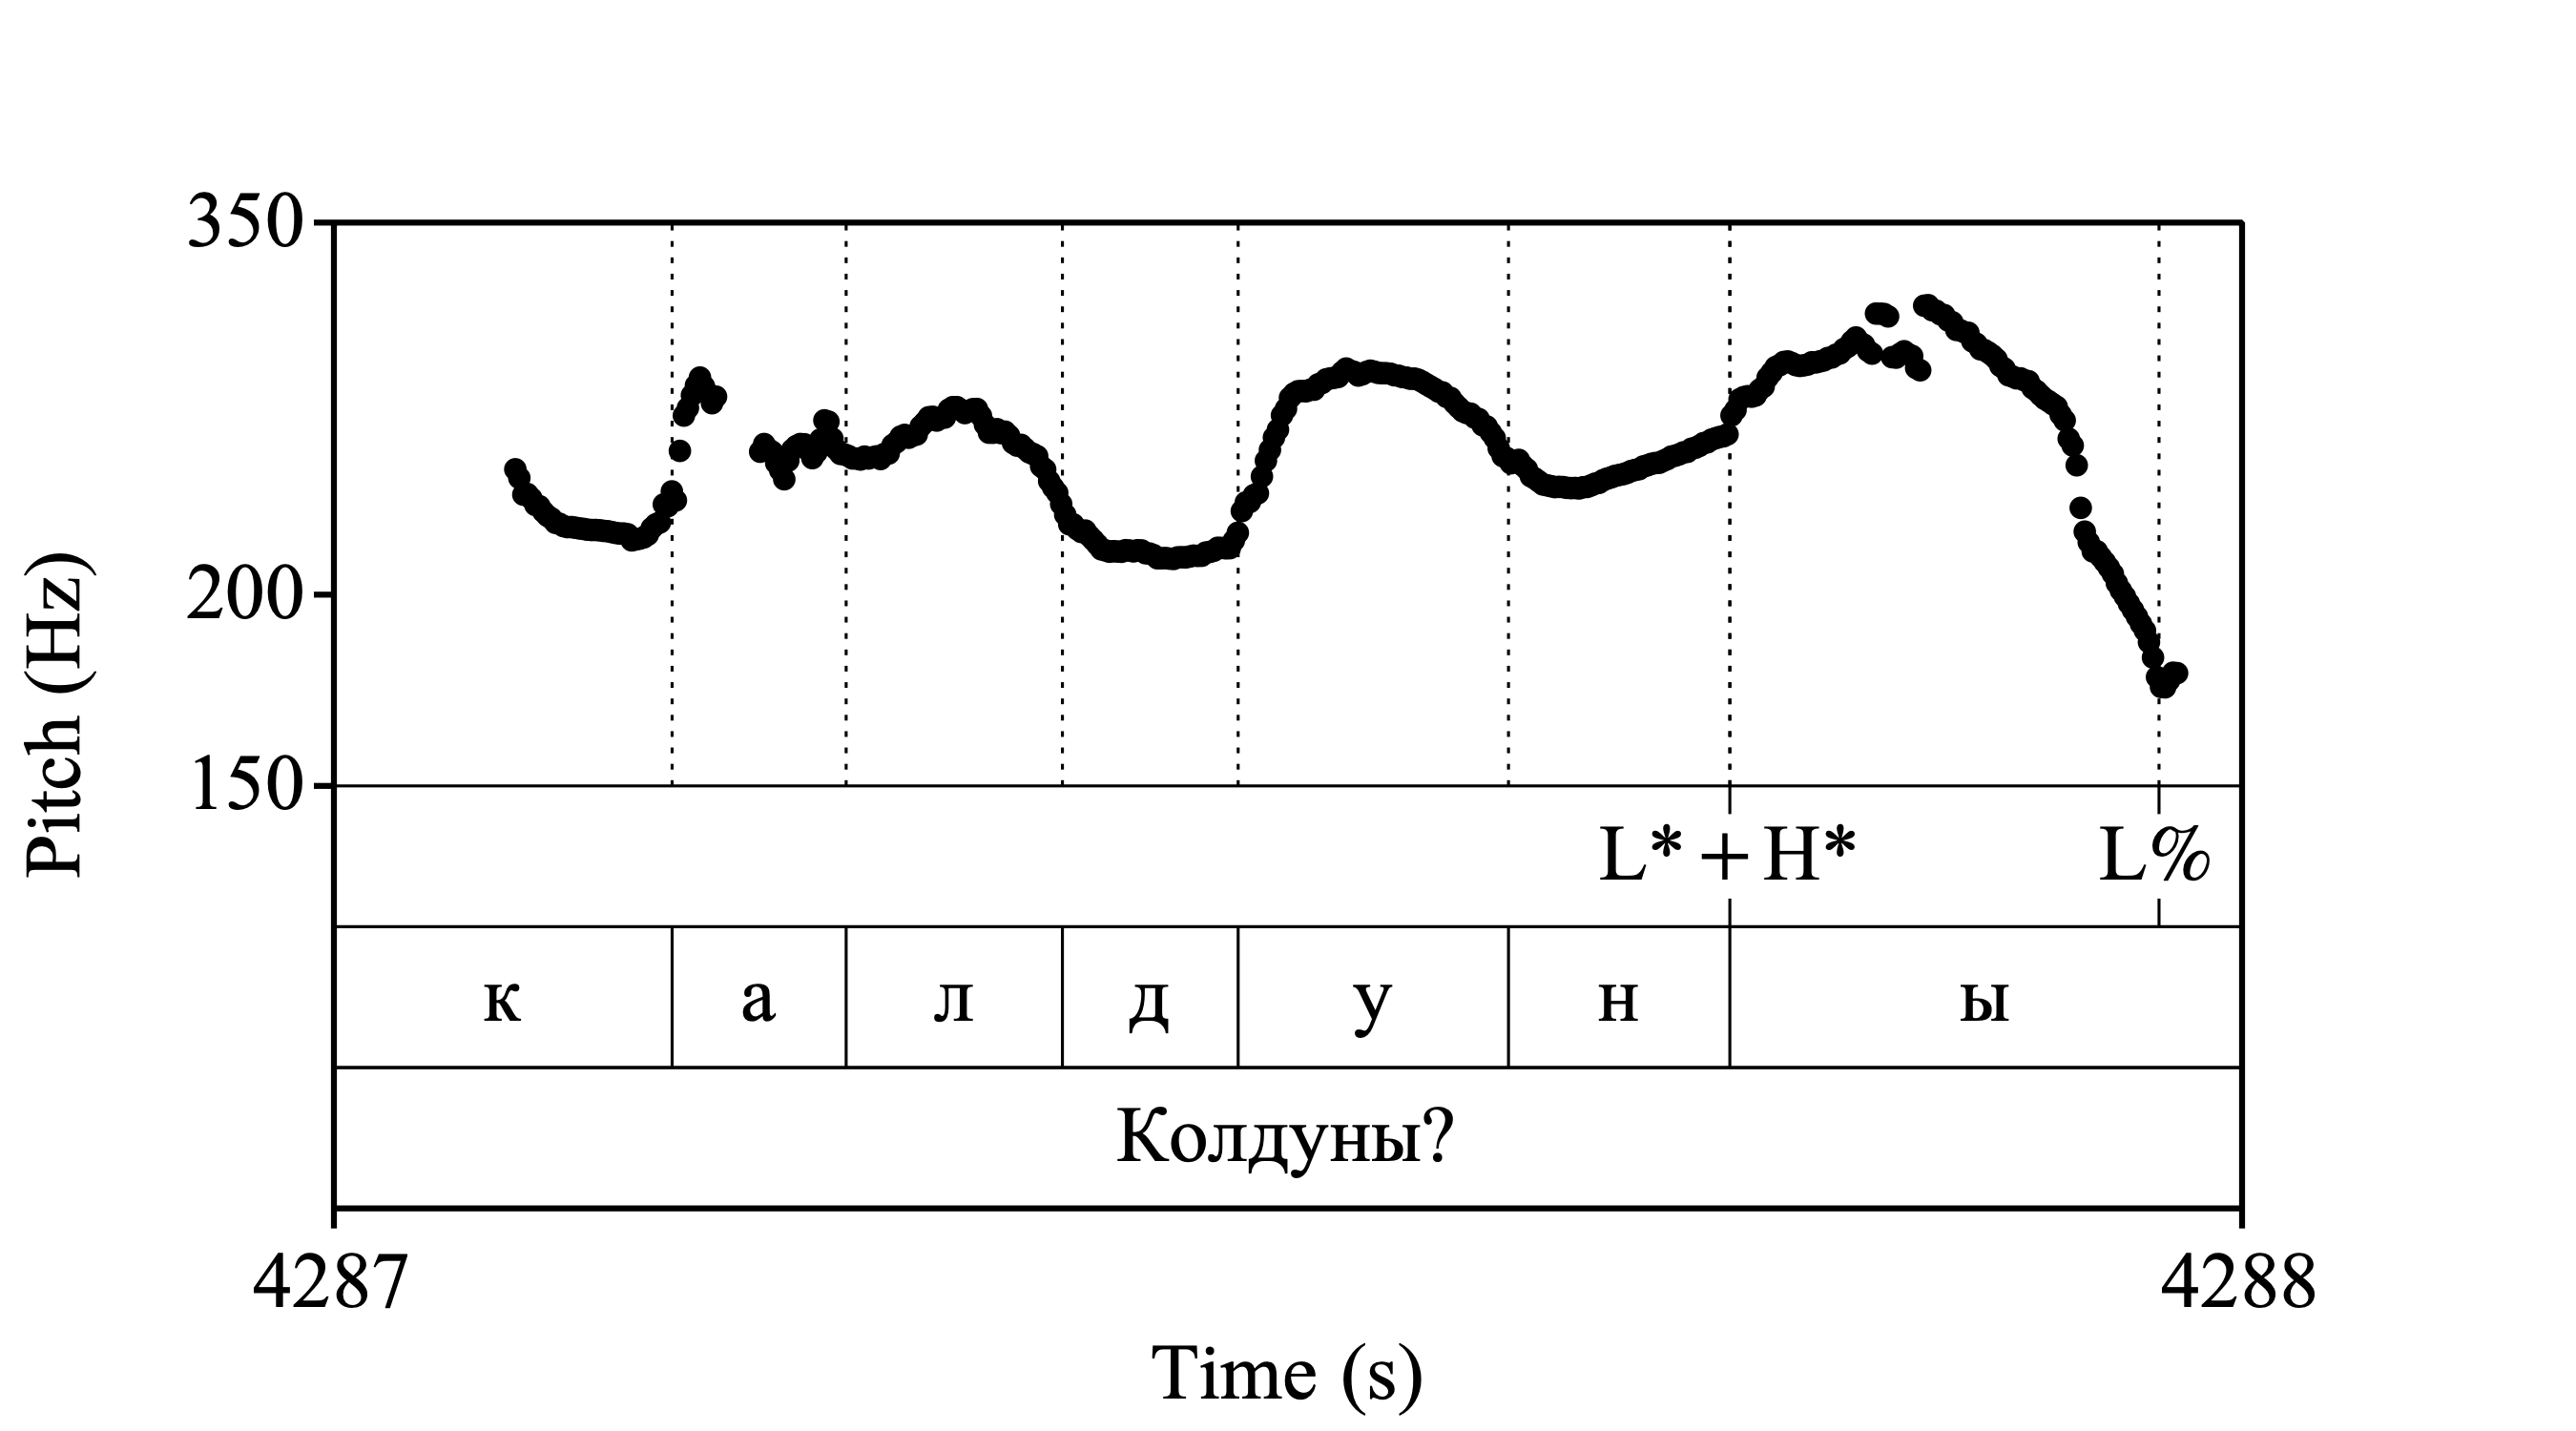 350
200
150
Pitch (Hz)
L*+H* L%
к а л д у н ы
Колдуны?
4287 4288
Time (s)